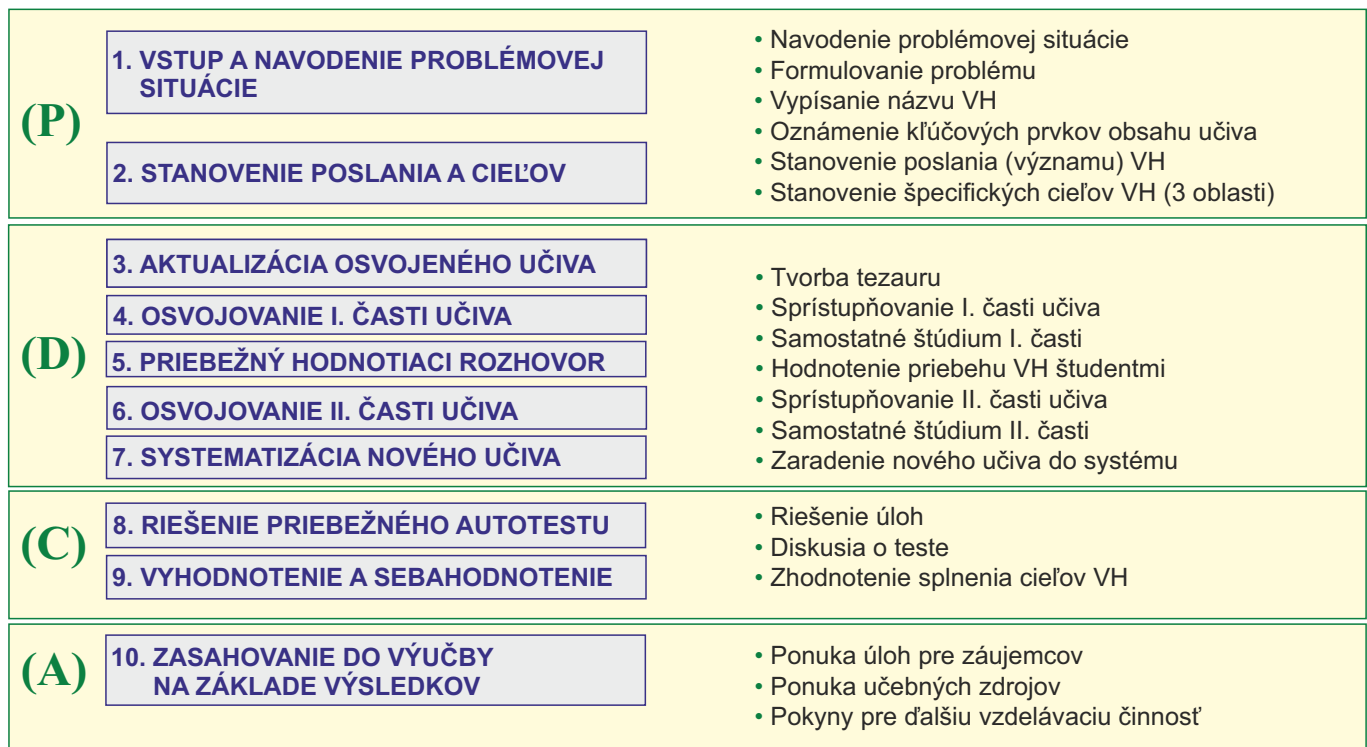 (P)
1. VSTUP A NAVODENIE PROBLÉMOVEJ
SITUÁCIE
2. STANOVENIE POSLANIA A CIEĽOV
• Navodenie problémovej situácie
• Formulovanie problému
• Vypísanie názvu VH
• Oznámenie kľúčových prvkov obsahu učiva
• Stanovenie poslania (významu) VH
• Stanovenie špecifických cieľov VH (3 oblasti)
(D)
3. AKTUALIZÁCIA OSVOJENÉHO UČIVA
4. OSVOJOVANIE I. ČASTI UČIVA
5. PRIEBEŽNÝ HODNOTIACI ROZHOVOR
6. OSVOJOVANIE II. ČASTI UČIVA
7. SYSTEMATIZÁCIA NOVÉHO UČIVA
• Tvorba tezauru
• Sprístupňovanie I. časti učiva
• Samostatné štúdium I. časti
• Hodnotenie priebehu VH študentmi
• Sprístupňovanie II. časti učiva
• Samostatné štúdium II. časti
• Zaradenie nového učiva do systému
(C)
8. RIEŠENIE PRIEBEŽNÉHO AUTOTESTU
9. VYHODNOTENIE A SEBAHODNOTENIE
• Riešenie úloh
• Diskusia o teste
• Zhodnotenie splnenia cieľov VH
(A)
10. ZASAHOVANIE DO VÝUČBY
NA ZÁKLADE VÝSLEDKOV
• Ponuka úloh pre záujemcov
• Ponuka učebných zdrojov
• Pokyny pre ďalšiu vzdelávaciu činnosť